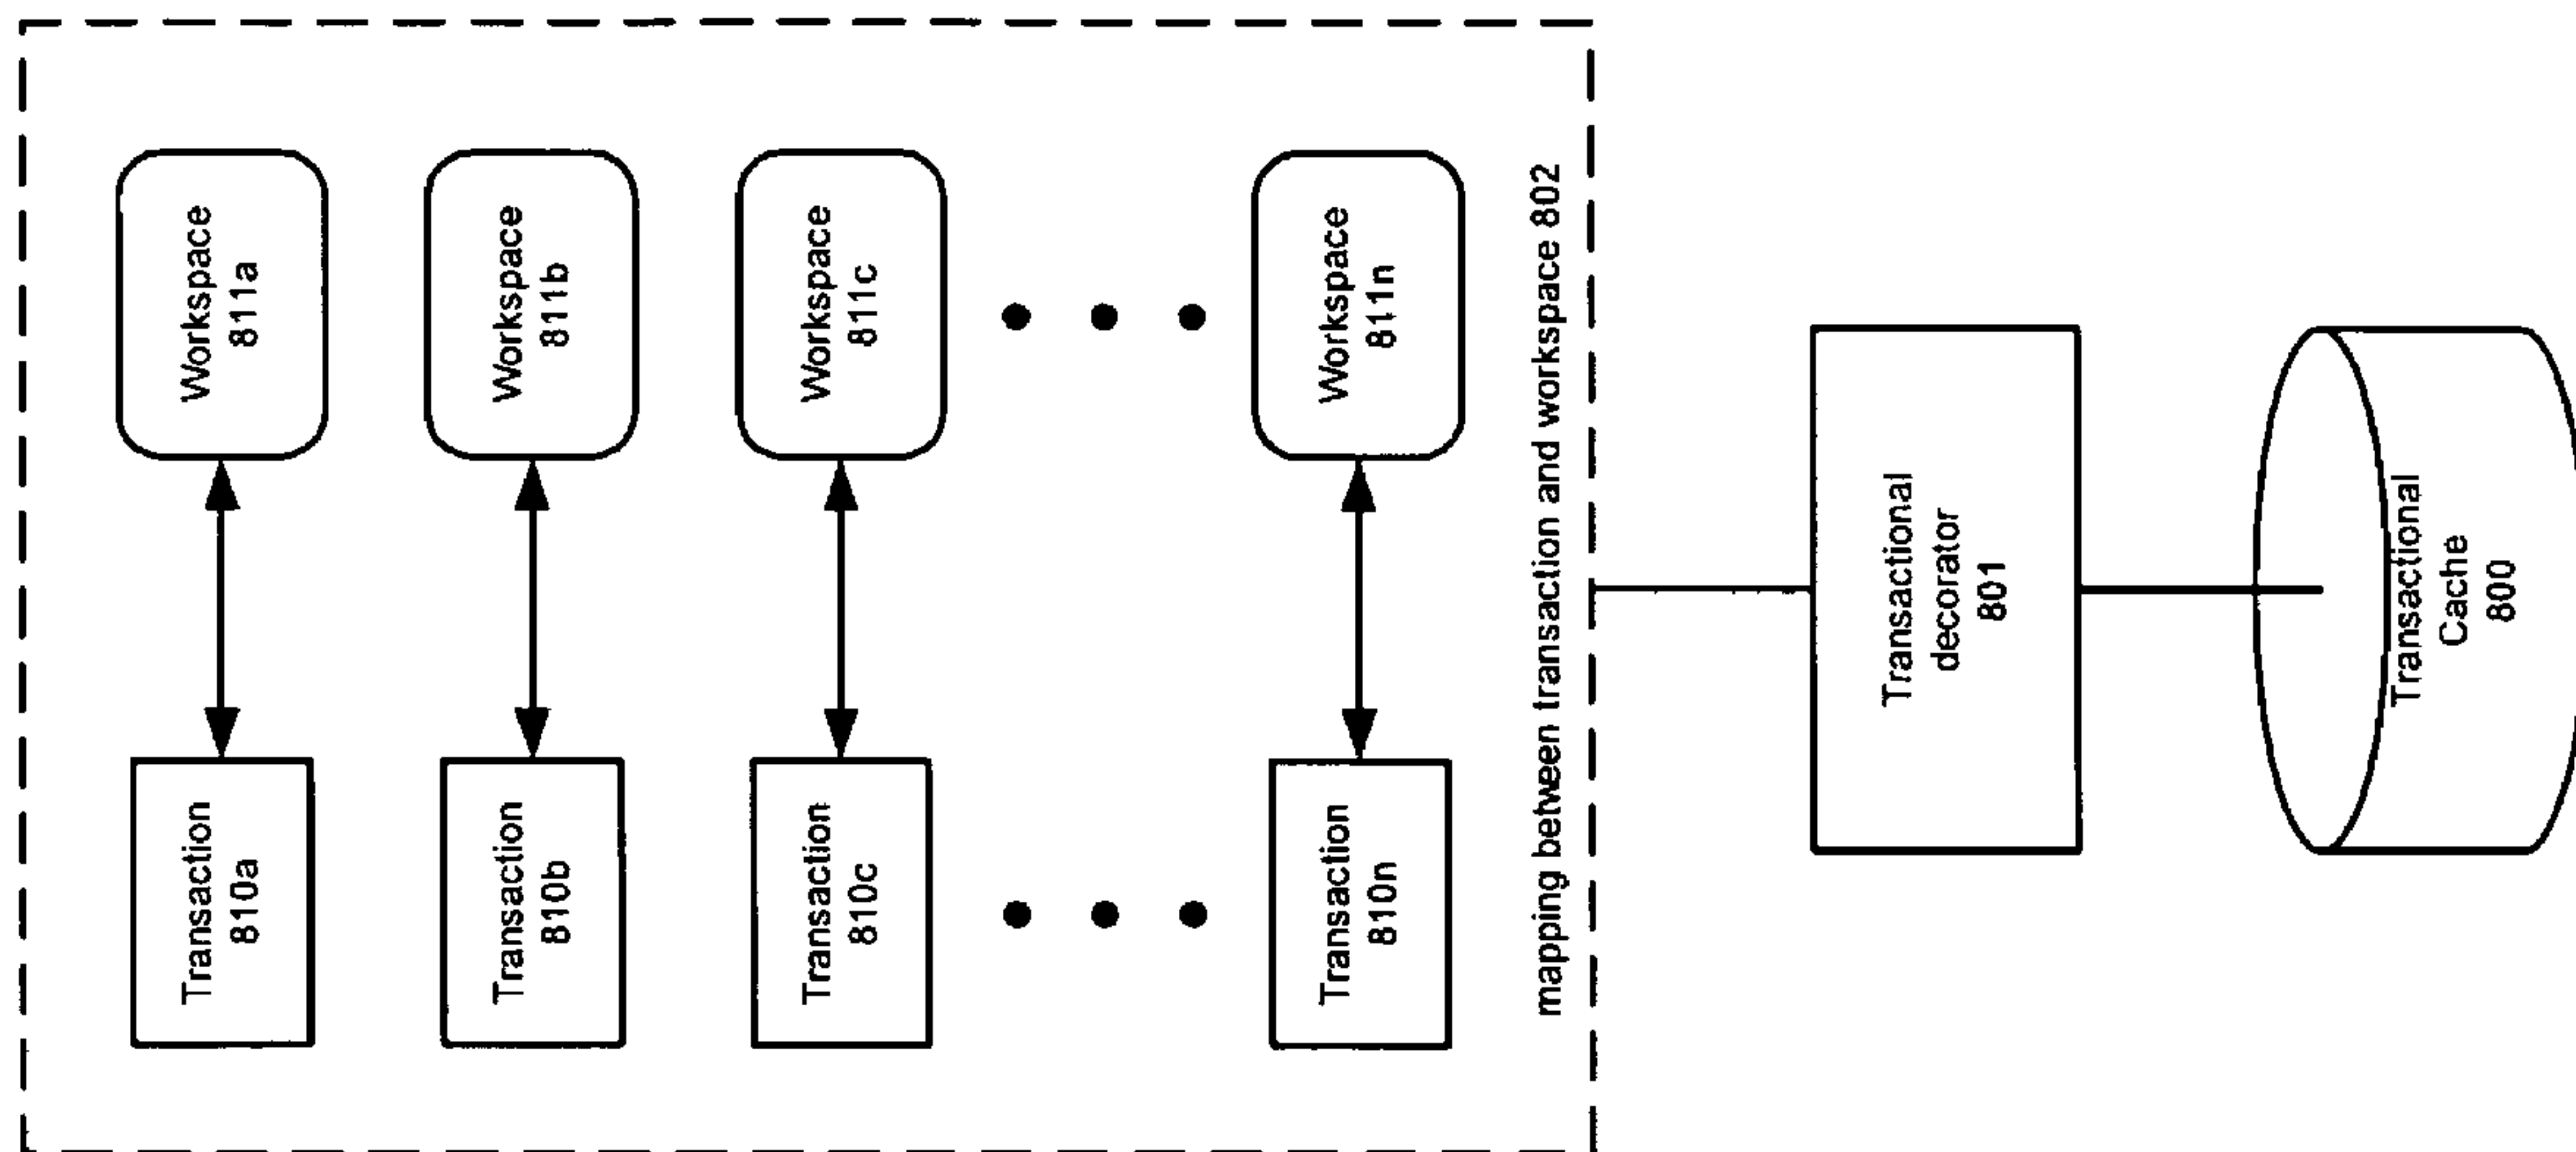 Transaction
810a
Workspace
811a
Transaction
810b
Workspace
811b
Transaction
810c
Workspace
811c
Transaction
810n
Workspace
811n
mapping between transaction and workspace 802
Transactional
decorator
801
Transactional
Cache
800